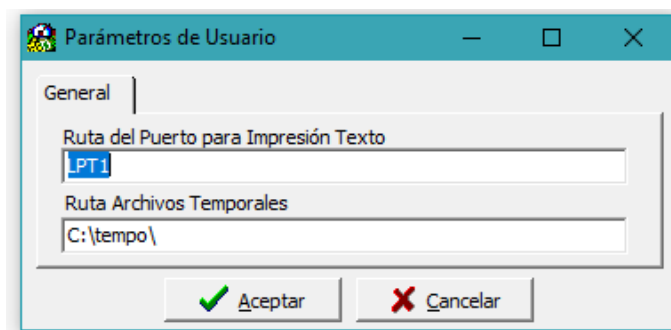 Parámetros de Usuario
General
Ruta del Puerto para Impresión Texto
LPT1
Ruta Archivos Temporales
C:\tempo\
Aceptar Cancelar